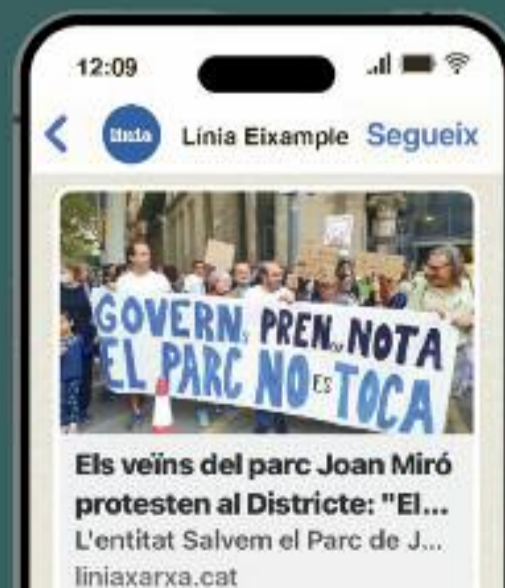 12:09
línia Línia Eixample Segueix
GOVERN, PREN NOTA
EL PARC NO ES TOCA
Els veïns del parc Joan Miró
protesten al Districte: "El...
L'entitat Salvem el Parc de J...
liniaxarxa.cat